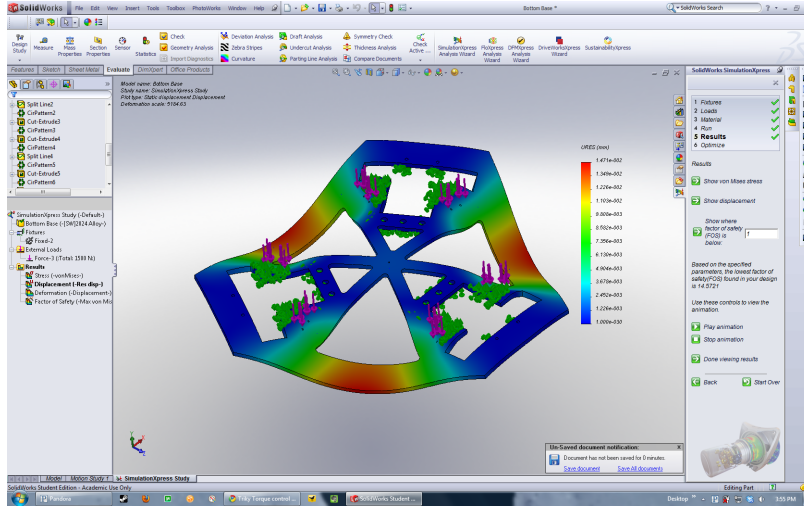 SolidWorks File Edit View Insert Tools Toolbox PhotoWorks Window Help Bottom Base * SolidWorks Search
Design Study
Measure
Mass Properties
Section Properties
Sensor
Statistics
Check
Geometry Analysis
Import Diagnostics
Deviation Analysis
Zebra Stripes
Curvature
Draft Analysis
Undercut Analysis
Parting Line Analysis
Symmetry Check
Thickness Analysis
Compare Documents
Check Active ...
SimulationXpress Analysis Wizard
FloXpress Analysis Wizard
DFMXpress Analysis Wizard
DriveWorksXpress Wizard
SustainabilityXpress
Features Sketch Sheet Metal Evaluate DimXpert Office Products
Split Line2
CirPattern2
Cut-Extrude3
CirPattern3
Cut-Extrude4
CirPattern4
Split Line4
CirPattern5
Cut-Extrude5
CirPattern6
SimulationXpress Study (-Default-)
Bottom Base (-[SW]2024 Alloy-)
Fixtures
Fixed-2
External Loads
Force-3 (:Total: 1500 N:)
Results
Stress (-vonMises-)
Displacement (-Res disp-)
Deformation (-Displacement-)
Factor of Safety (-Max von Mis
Model name: Bottom Base
Study name: SimulationXpress Study
Plot type: Static displacement Displacement
Deformation scale: 5184.63
URES (mm)
1.471e-002
1.349e-002
1.226e-002
1.103e-002
9.808e-003
8.582e-003
7.356e-003
6.130e-003
4.904e-003
3.678e-003
2.452e-003
1.226e-003
1.000e-030
SolidWorks SimulationXpress
1 Fixtures
2 Loads
3 Material
4 Run
5 Results
6 Optimize
Results
Show von Mises stress
Show displacement
Show where
factor of safety
(FOS) is
below:
1
Based on the specified
parameters, the lowest factor of
safety(FOS) found in your design
is 14.5721
Use these controls to view the
animation.
Play animation
Stop animation
Done viewing results
Back Start Over
Un-Saved document notification: X
Document has not been saved for 0 minutes.
Save document Save All documents
Model Motion Study 1 SimulationXpress Study
SolidWorks Student Edition - Academic Use Only Editing Part
Pandora Triky Torque control ... SolidWorks Student ... Desktop 3:55 PM